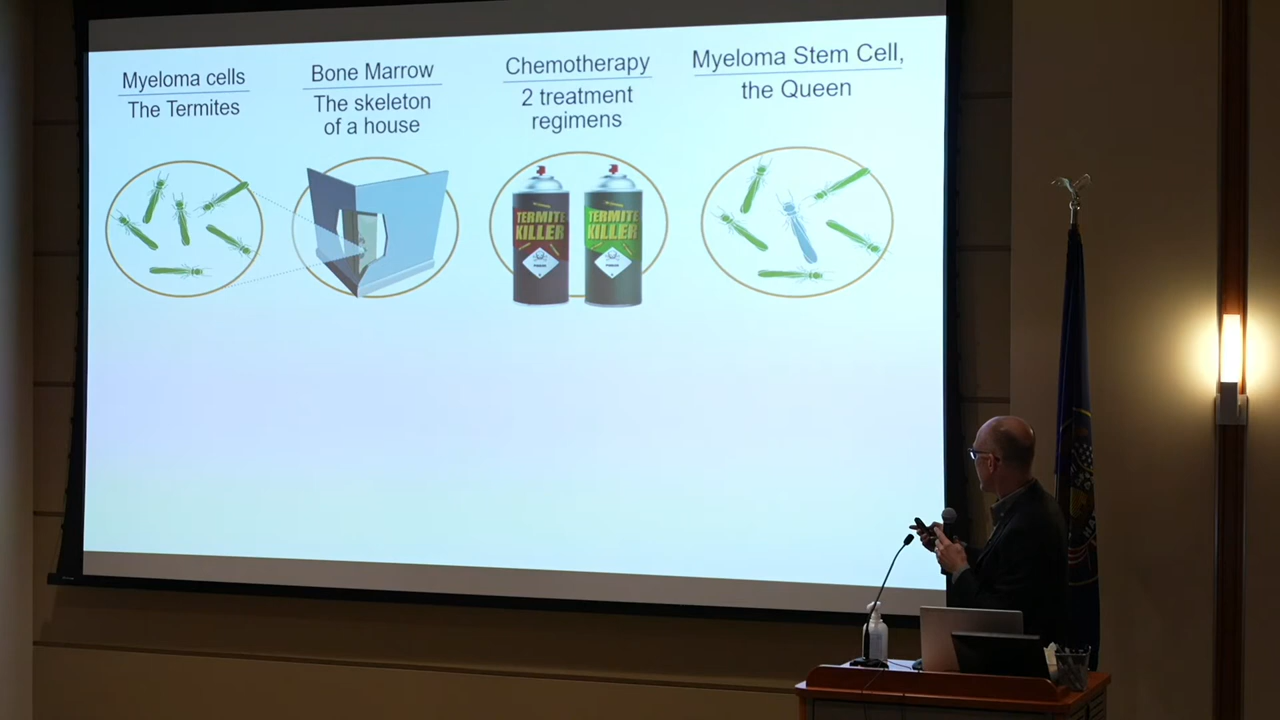 Myeloma cells
The Termites
Bone Marrow
The skeleton
of a house
Chemotherapy
2 treatment
regimens
Myeloma Stem Cell,
the Queen
TERMITE
KILLER
TERMITE
KILLER